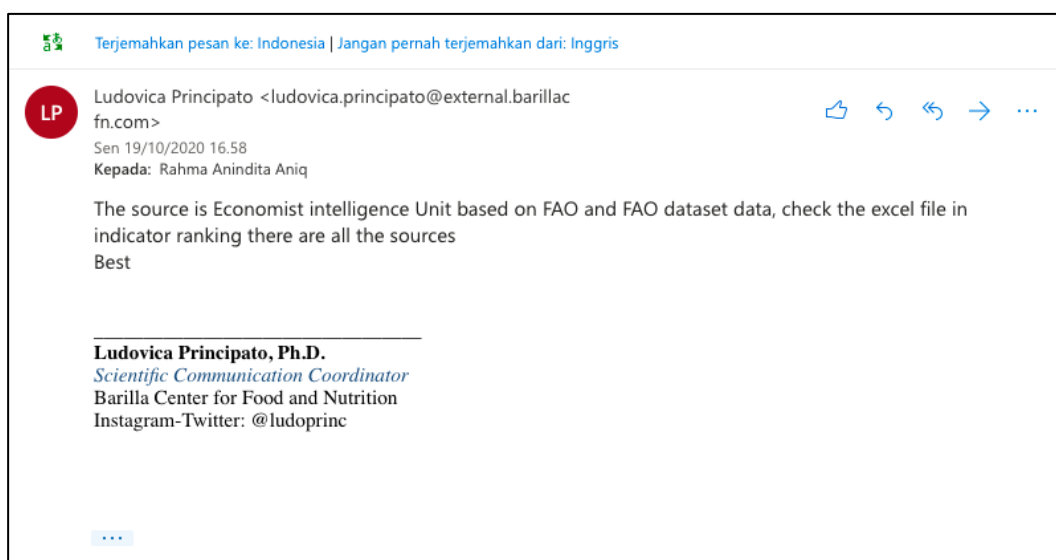 Terjemahkan pesan ke: Indonesia | Jangan pernah terjemahkan dari: Inggris
LP
Ludovica Principato <ludovica.principato@external.barillac
fn.com>
Sen 19/10/2020 16.58
Kepada: Rahma Anindita Aniq
The source is Economist intelligence Unit based on FAO and FAO dataset data, check the excel file in
indicator ranking there are all the sources
Best
Ludovica Principato, Ph.D.
Scientific Communication Coordinator
Barilla Center for Food and Nutrition
Instagram-Twitter: @ludoprinc